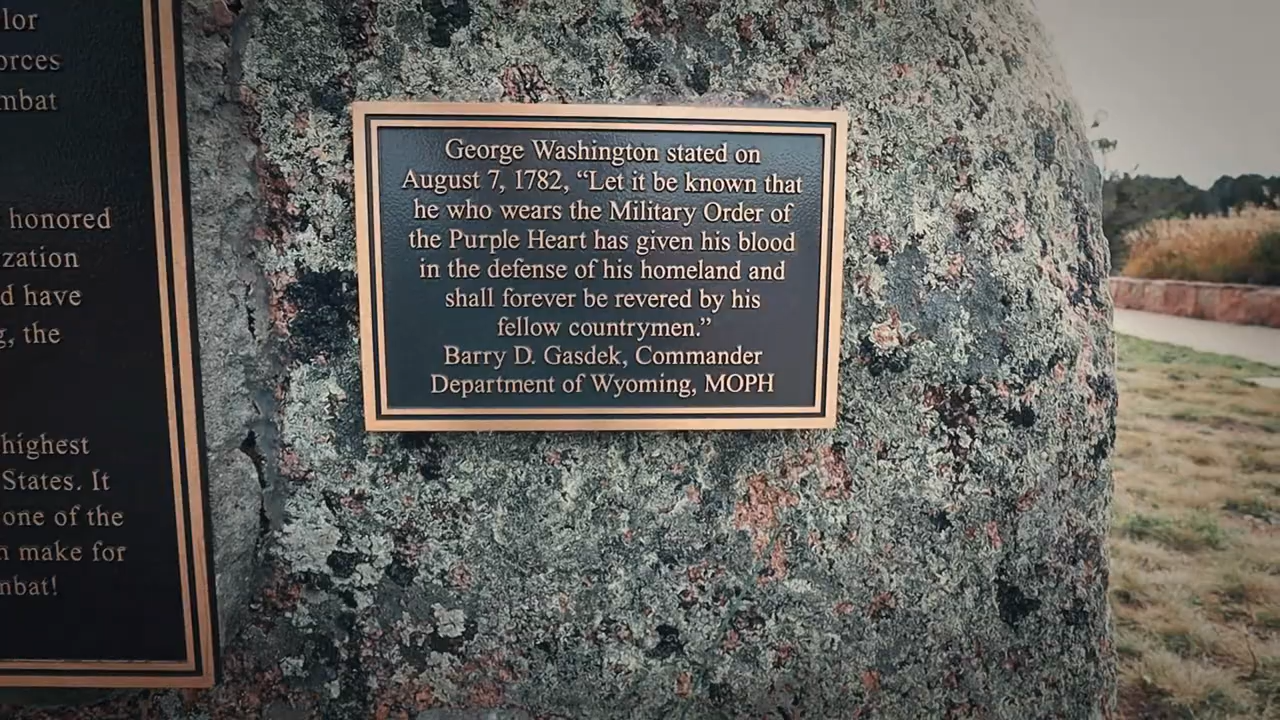 lor
orces
mbat
honored
zation
d have
g, the
highest
States. It
one of the
n make for
mbat!
George Washington stated on
August 7, 1782, “Let it be known that
he who wears the Military Order of
the Purple Heart has given his blood
in the defense of his homeland and
shall forever be revered by his
fellow countrymen.”
Barry D. Gasdek, Commander
Department of Wyoming, MOPH